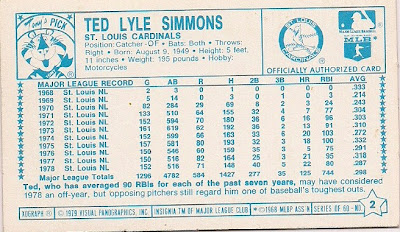 Tony's PICK
TED LYLE SIMMONS
ST. LOUIS CARDINALS
Position: Catcher-OF • Bats: Both • Throws:
Right • Born: August 9, 1949 • Height: 5 feet,
11 inches • Weight: 195 pounds • Hobby:
Motorcycles
ST. LOUIS
MAJOR LEAGUE BASEBALL
MLB
OFFICIALLY AUTHORIZED CARD
MAJOR LEAGUE RECORD G AB R H 2B 3B HR RBI AVG
1968 St. Louis NL 2 3 0 1 0 0 0 0 .333
1969 St. Louis NL 5 14 0 3 0 1 0 3 .214
1970 St. Louis NL 82 284 29 69 8 2 3 24 .243
1971 St. Louis NL 133 510 64 155 32 4 7 77 .304
1972 St. Louis NL 152 594 70 180 36 6 16 96 .303
1973 St. Louis NL 161 619 62 192 36 2 13 91 .310
1974 St. Louis NL 152 599 66 163 33 6 20 103 .272
1975 St. Louis NL 157 581 80 193 32 3 18 100 .332
1976 St. Louis NL 150 546 60 159 35 3 5 75 .291
1977 St. Louis NL 150 516 82 164 25 3 21 95 .318
1978 St. Louis NL 152 516 71 148 40 5 22 80 .287
Major League Totals 1296 4782 584 1427 277 35 125 744 .298
Ted, who has averaged 90 RBIs for each of the past seven years, may have considered
1978 an off-year, but opposing pitchers still regard him one of baseball's toughest outs.
XOGRAPH ® © 1979 VISUAL PANOGRAPHICS, INC. INSIGNIA TM OF MAJOR LEAGUE CLUB © 1968 MLBP ASS'N SERIES OF 60-NO. 2